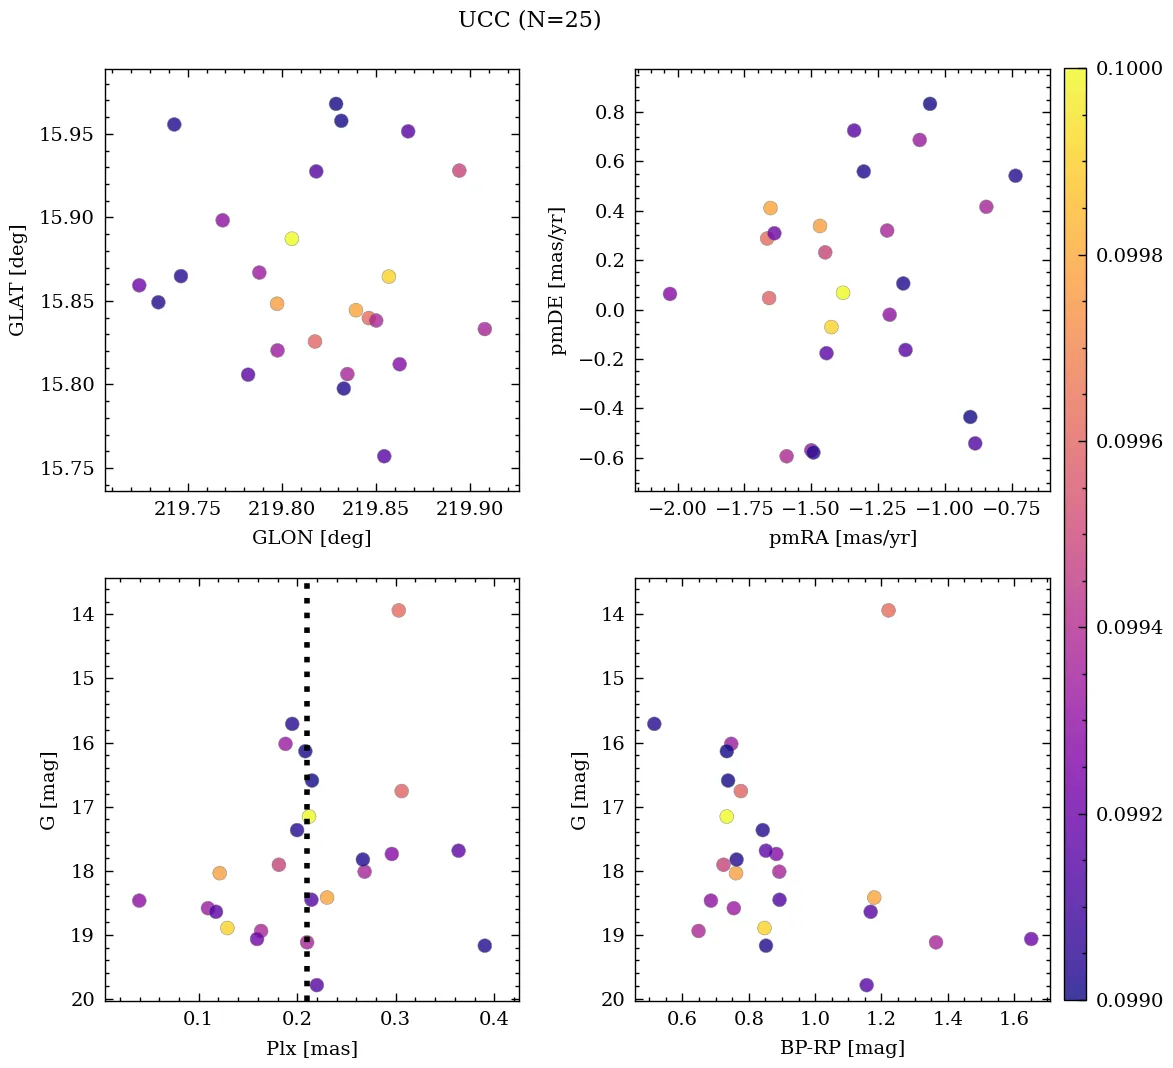 UCC (N=25)
15.95
15.90
15.85
15.80
15.75
GLAT [deg]
219.75 219.80 219.85 219.90
GLON [deg]
0.8
0.6
0.4
0.2
0.0
−0.2
−0.4
−0.6
pmDE [mas/yr]
−2.00 −1.75 −1.50 −1.25 −1.00 −0.75
pmRA [mas/yr]
14
15
16
17
18
19
20
G [mag]
0.1 0.2 0.3 0.4
Plx [mas]
14
15
16
17
18
19
20
G [mag]
0.6 0.8 1.0 1.2 1.4 1.6
BP-RP [mag]
0.1000
0.0998
0.0996
0.0994
0.0992
0.0990